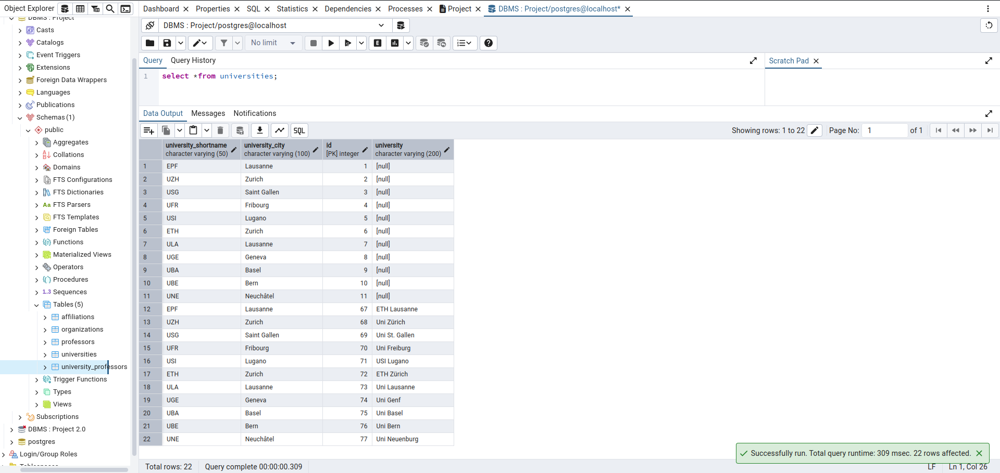 Object Explorer
DBMS : Project
Casts
Catalogs
Event Triggers
Extensions
Foreign Data Wrappers
Languages
Publications
Schemas (1)
public
Aggregates
Collations
Domains
FTS Configurations
FTS Dictionaries
Aa FTS Parsers
FTS Templates
Foreign Tables
Functions
Materialized Views
Operators
Procedures
1..3 Sequences
Tables (5)
affiliations
organizations
professors
universities
university_professors
Trigger Functions
Types
Views
Subscriptions
DBMS : Project 2.0
postgres
Login/Group Roles
Tablespaces
Dashboard Properties SQL Statistics Dependencies Processes Project DBMS : Project/postgres@localhost*
DBMS : Project/postgres@localhost
No limit E
Query Query History
Scratch Pad
1 select *from universities;
Data Output Messages Notifications
SQL Showing rows: 1 to 22 Page No: 1 of 1
university_shortname university_city id university
character varying (50) character varying (100) [PK] integer character varying (200)
1 EPF Lausanne 1 [null]
2 UZH Zurich 2 [null]
3 USG Saint Gallen 3 [null]
4 UFR Fribourg 4 [null]
5 USI Lugano 5 [null]
6 ETH Zurich 6 [null]
7 ULA Lausanne 7 [null]
8 UGE Geneva 8 [null]
9 UBA Basel 9 [null]
10 UBE Bern 10 [null]
11 UNE Neuchâtel 11 [null]
12 EPF Lausanne 67 ETH Lausanne
13 UZH Zurich 68 Uni Zürich
14 USG Saint Gallen 69 Uni St. Gallen
15 UFR Fribourg 70 Uni Freiburg
16 USI Lugano 71 USI Lugano
17 ETH Zurich 72 ETH Zürich
18 ULA Lausanne 73 Uni Lausanne
19 UGE Geneva 74 Uni Genf
20 UBA Basel 75 Uni Basel
21 UBE Bern 76 Uni Bern
22 UNE Neuchâtel 77 Uni Neuenburg
Successfully run. Total query runtime: 309 msec. 22 rows affected.
Total rows: 22 Query complete 00:00:00.309 LF Ln 1, Col 26